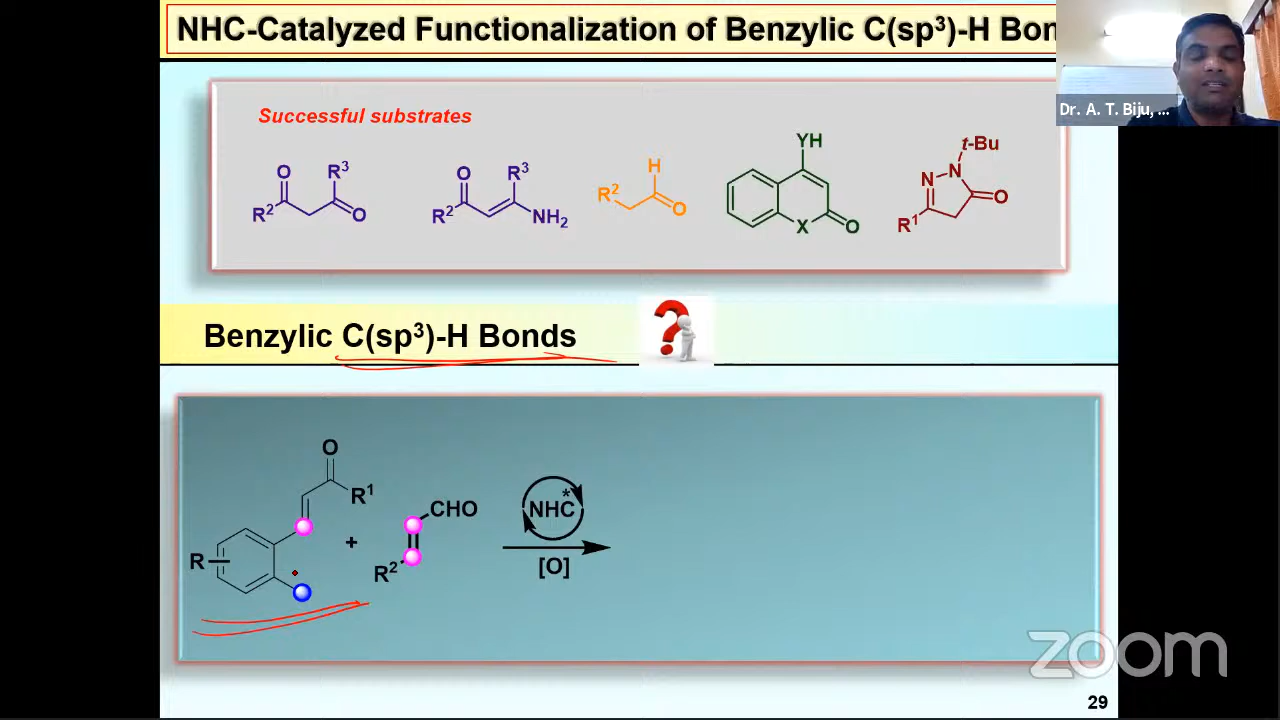 NHC-Catalyzed Functionalization of Benzylic C(sp³)-H Bon
Dr. A. T. Biju, ...
Successful substrates
O R³ R² O
O R³ R² NH₂
H R² O
YH X O
t-Bu N N O R¹
Benzylic C(sp³)-H Bonds
?
O R¹ R
+
CHO R²
NHC*
[O]
zoom
29